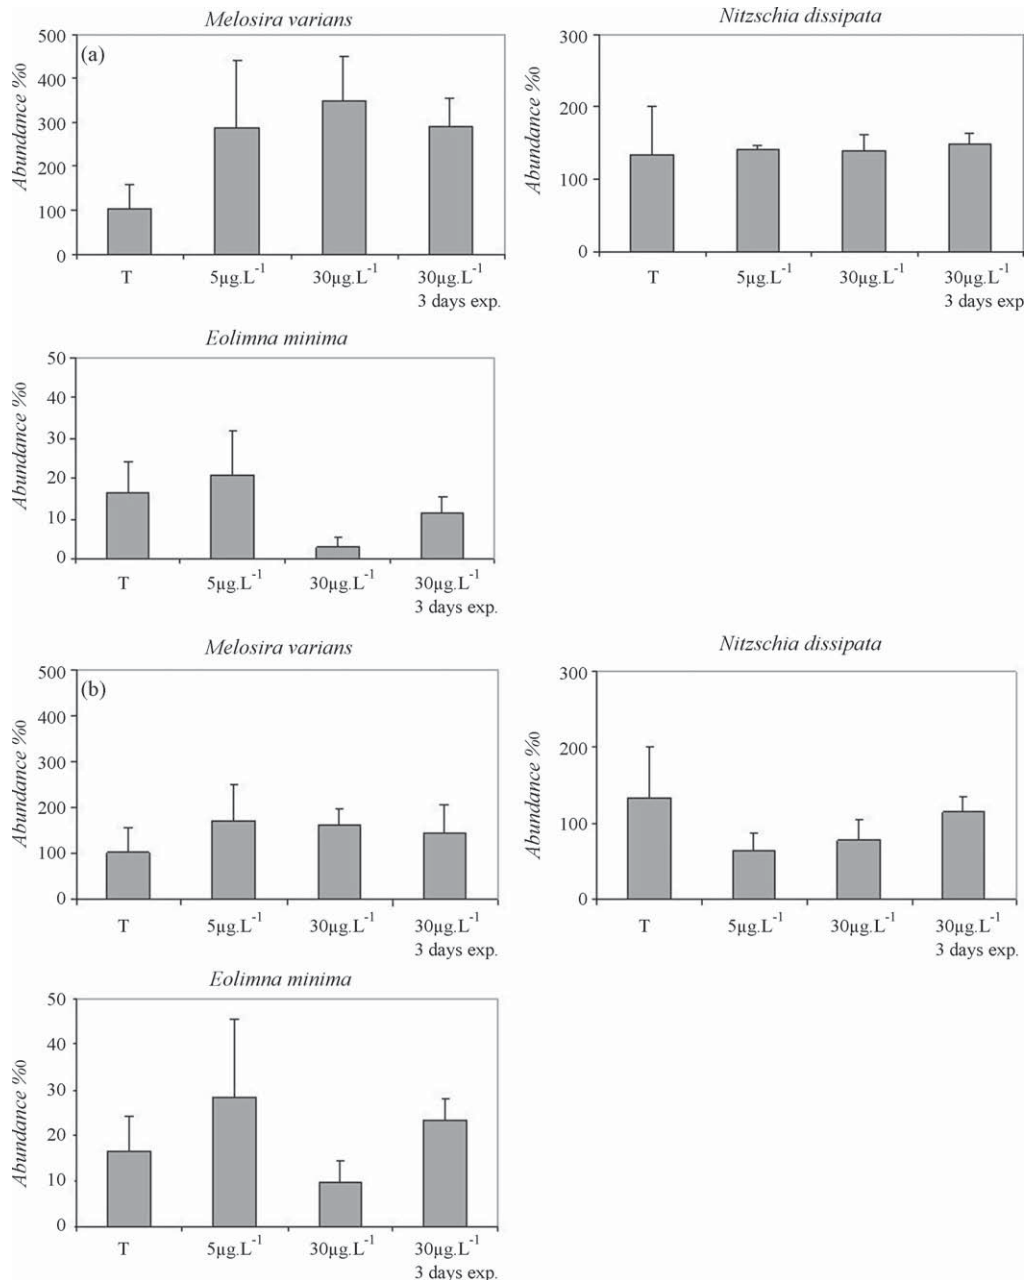 Melosira varians
(a)
Abundance ‰
500
400
300
200
100
0
T
5µg.L⁻¹
30µg.L⁻¹
30µg.L⁻¹
3 days exp.
Nitzschia dissipata
Abundance ‰
300
200
100
0
T
5µg.L⁻¹
30µg.L⁻¹
30µg.L⁻¹
3 days exp
Eolimna minima
Abundance ‰
50
40
30
20
10
0
T
5µg.L⁻¹
30µg.L⁻¹
30µg.L⁻¹
3 days exp.
Melosira varians
(b)
Abundance ‰
500
400
300
200
100
0
T
5µg.L⁻¹
30µg.L⁻¹
30µg.L⁻¹
3 days exp.
Nitzschia dissipata
Abundance ‰
300
200
100
0
T
5µg.L⁻¹
30µg.L⁻¹
30µg.L⁻¹
3 days exp.
Eolimna minima
Abundance ‰
50
40
30
20
10
0
T
5µg.L⁻¹
30µg.L⁻¹
30µg.L⁻¹
3 days exp.